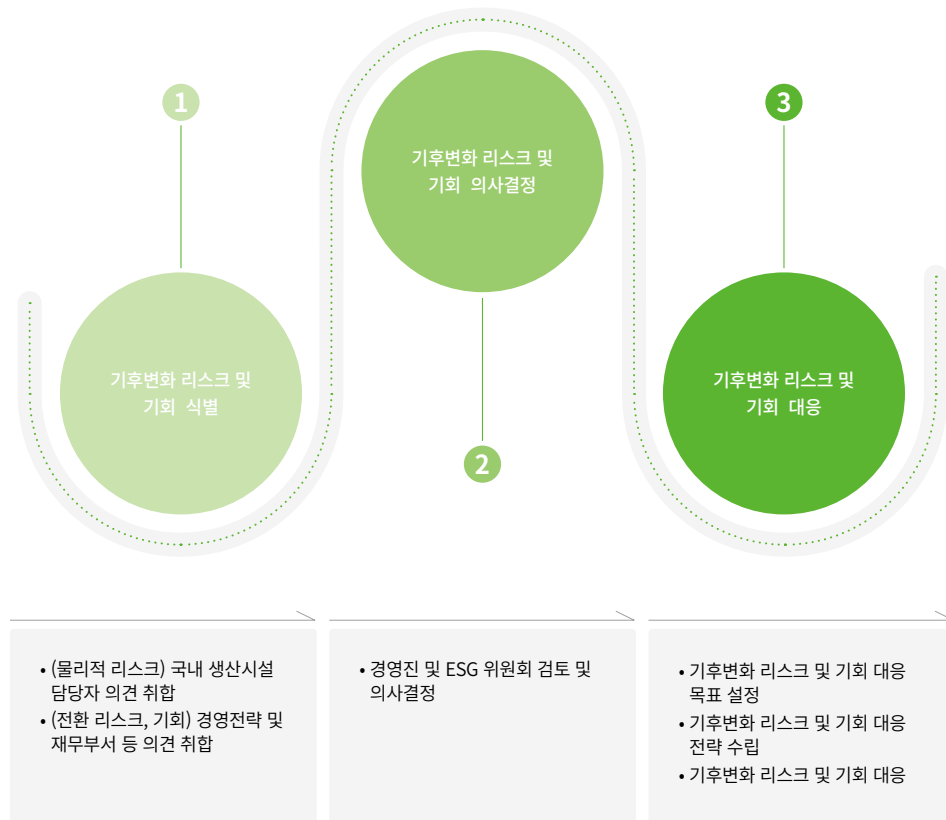 1
기후변화 리스크 및
기회 식별
기후변화 리스크 및
기회 의사결정
2
3
기후변화 리스크 및
기회 대응
• (물리적 리스크) 국내 생산시설
담당자 의견 취합
• (전환 리스크, 기회) 경영전략 및
재무부서 등 의견 취합
• 경영진 및 ESG 위원회 검토 및
의사결정
• 기후변화 리스크 및 기회 대응
목표 설정
• 기후변화 리스크 및 기회 대응
전략 수립
• 기후변화 리스크 및 기회 대응